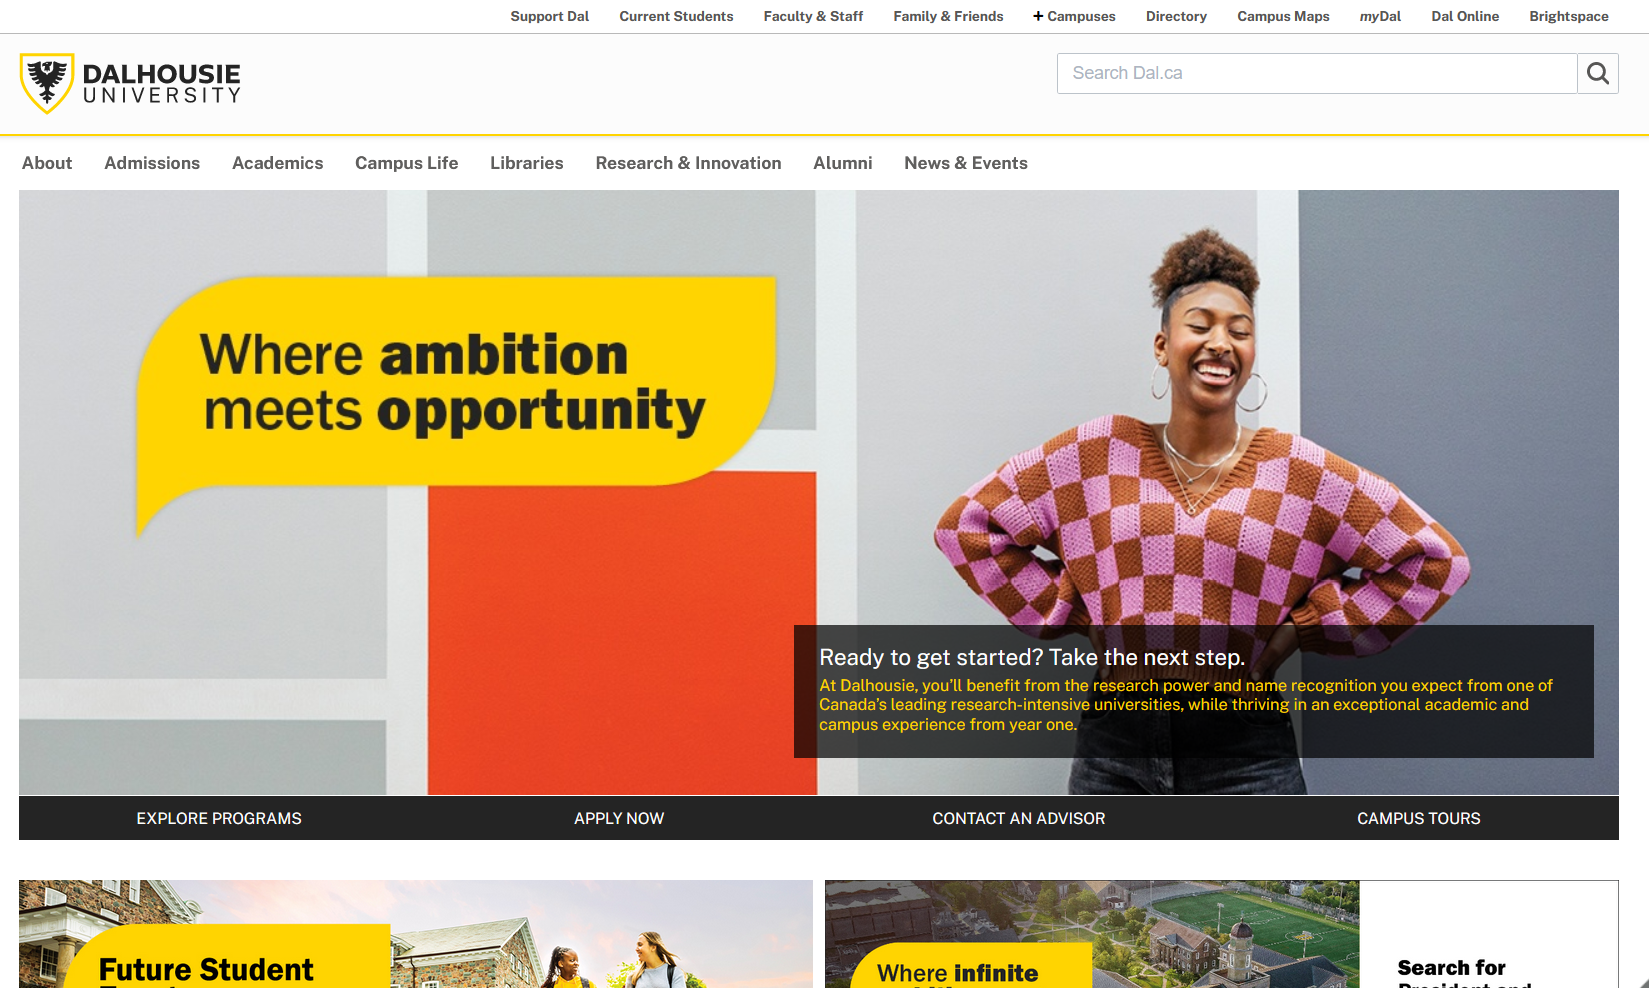 Support Dal
Current Students
Faculty & Staff
Family & Friends
+ Campuses
Directory
Campus Maps
myDal
Dal Online
Brightspace
DALHOUSIE
UNIVERSITY
Search Dal.ca
About
Admissions
Academics
Campus Life
Libraries
Research & Innovation
Alumni
News & Events
Where ambition
meets opportunity
Ready to get started? Take the next step.
At Dalhousie, you'll benefit from the research power and name recognition you expect from one of
Canada's leading research-intensive universities, while thriving in an exceptional academic and
campus experience from year one.
EXPLORE PROGRAMS
APPLY NOW
CONTACT AN ADVISOR
CAMPUS TOURS
Future Student
Where infinite
Search for
President and